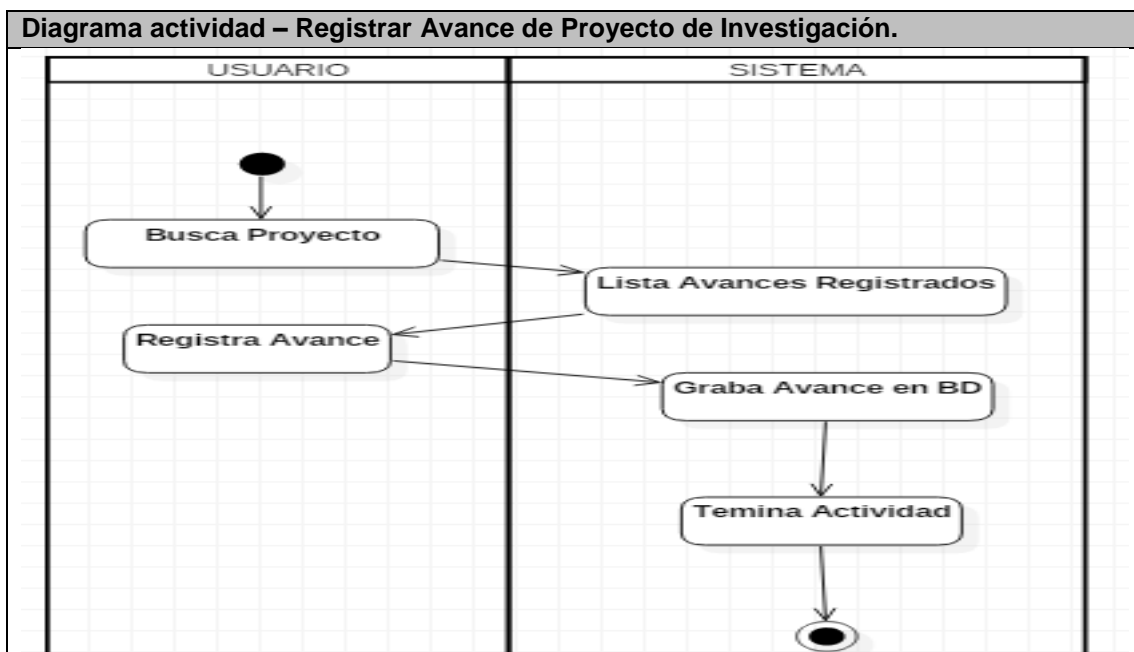 Diagrama actividad – Registrar Avance de Proyecto de Investigación.
USUARIO
SISTEMA
Busca Proyecto
Lista Avances Registrados
Registra Avance
Graba Avance en BD
Temina Actividad